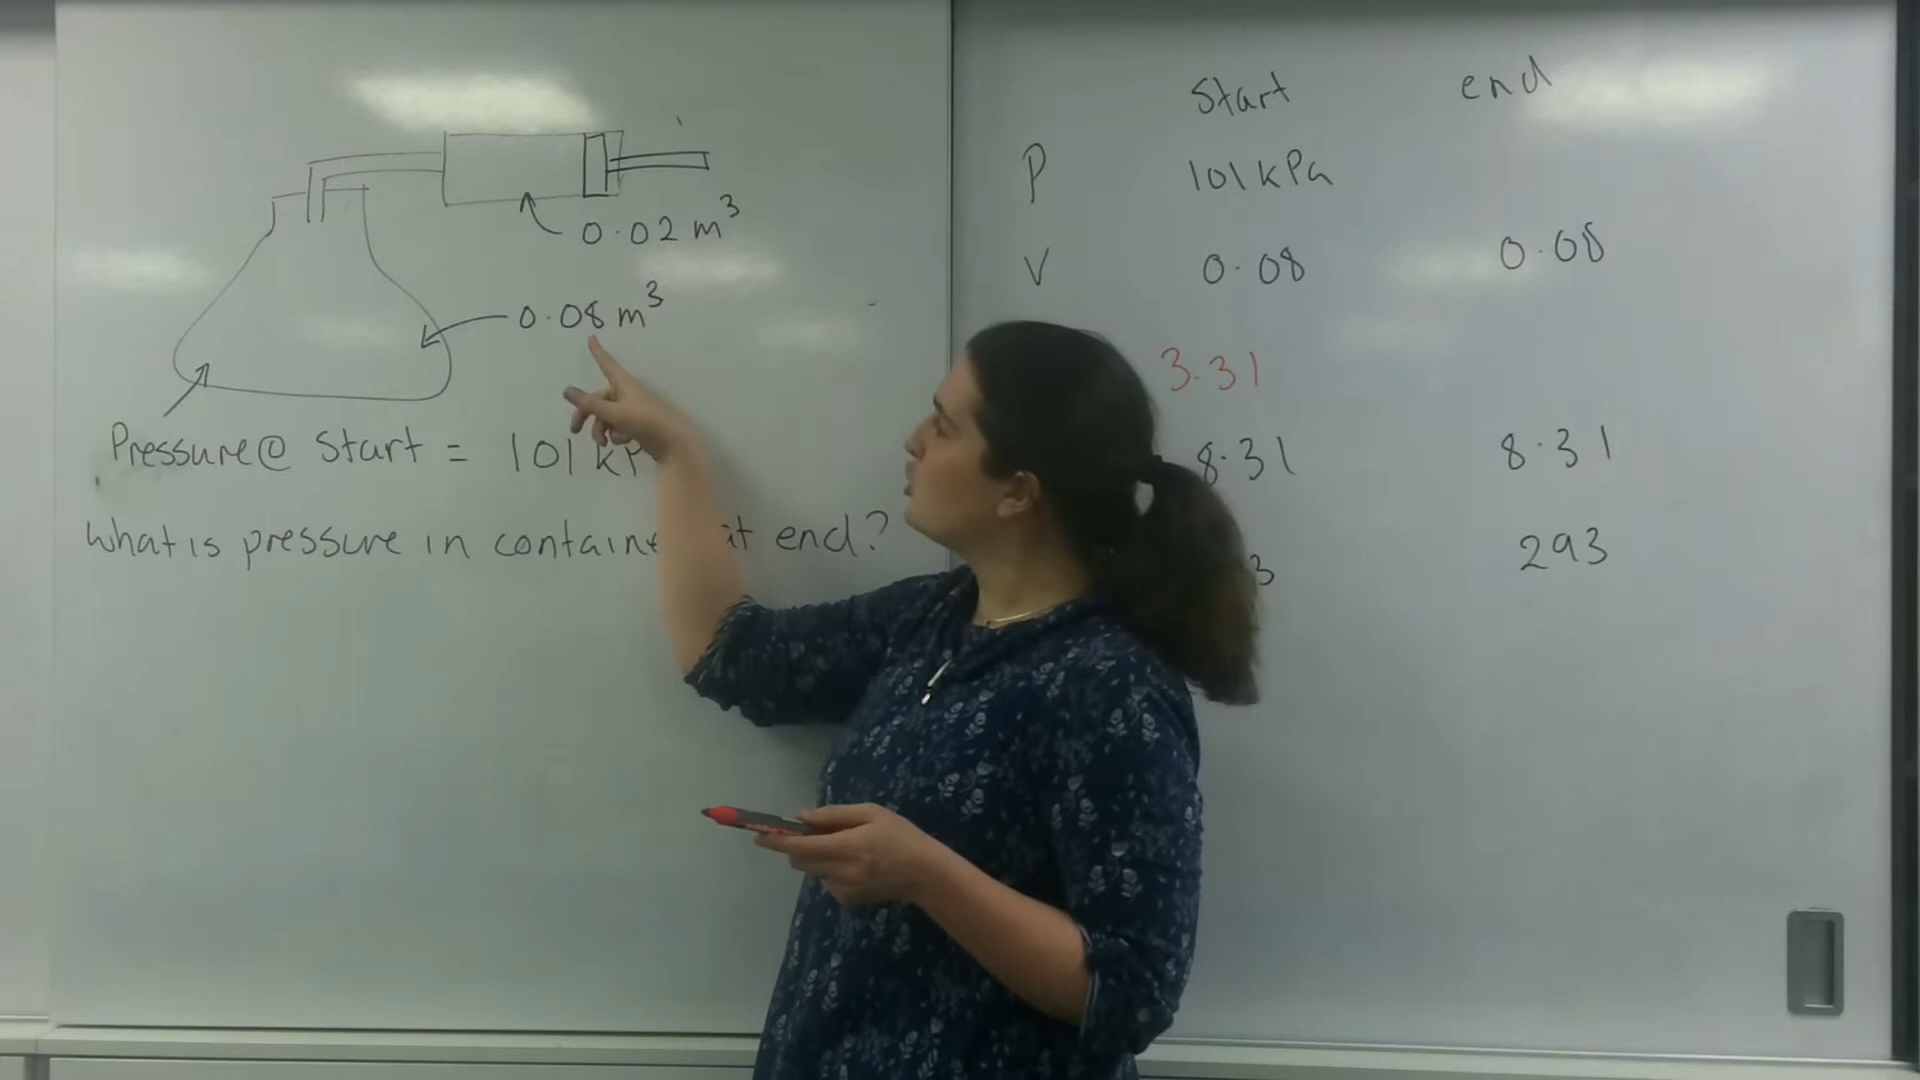 0.02 m³
0.08 m³
Pressure@ Start = 101 kP
What is pressure in container at end?
Start end
P 101 kPa
V 0.08 0.08
3.31
8.31 8.31
3 293